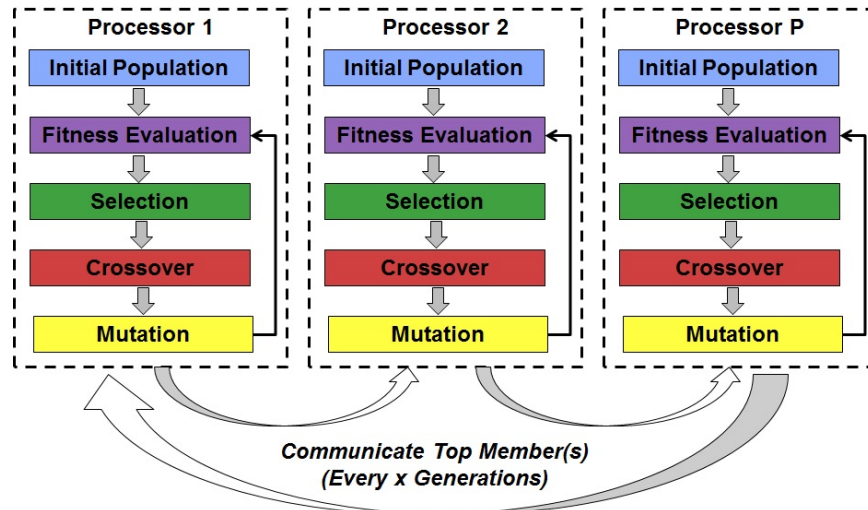 Processor 1
Initial Population
Fitness Evaluation
Selection
Crossover
Mutation
Processor 2
Initial Population
Fitness Evaluation
Selection
Crossover
Mutation
Processor P
Initial Population
Fitness Evaluation
Selection
Crossover
Mutation
Communicate Top Member(s)
(Every x Generations)